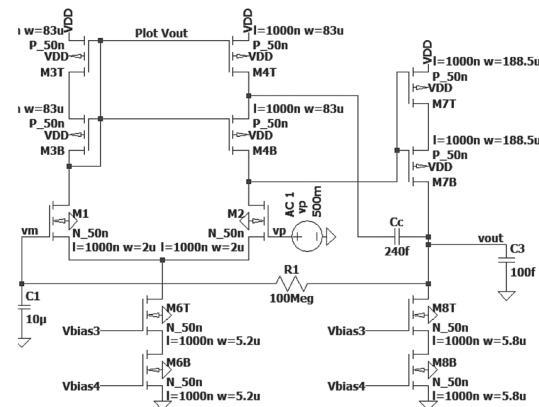 VDD
l=1000n w=83u
VDD
VDD
n w=83u
P_50n
VDD
M3T
Plot Vout
P_50n
VDD
M4T
l=1000n w=188.5u
P_50n
VDD
M7T
n w=83u
P_50n
VDD
M3B
l=1000n w=83u
P_50n
VDD
M4B
l=1000n w=188.5u
P_50n
VDD
M7B
M1
M2
AC 1
vp
500m
vm
vp
N_50n
N_50n
l=1000n w=2u
l=1000n w=2u
Cc
240f
vout
C3
100f
R1
100Meg
C1
10µ
M6T
Vbias3
N_50n
l=1000n w=5.2u
M8T
Vbias3
N_50n
l=1000n w=5.8u
M6B
Vbias4
N_50n
l=1000n w=5.2u
M8B
Vbias4
N_50n
l=1000n w=5.8u